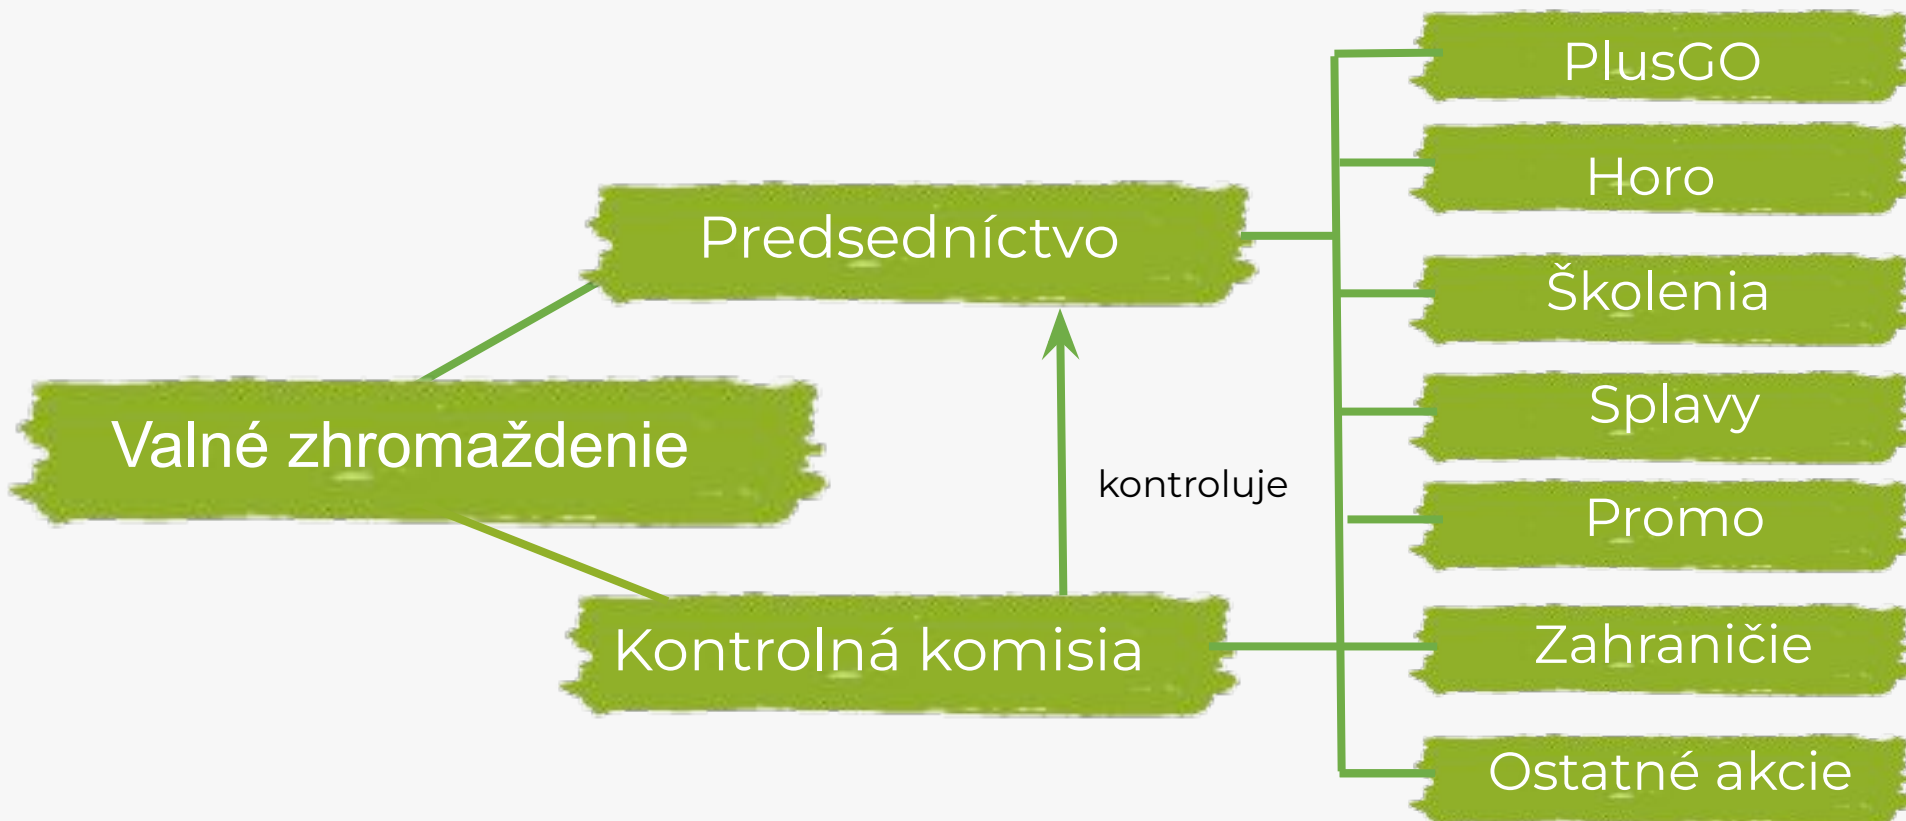 Valné zhromaždenie
Predsedníctvo
kontroluje
Kontrolná komisia
PlusGO
Horo
Školenia
Splavy
Promo
Zahraničie
Ostatné akcie